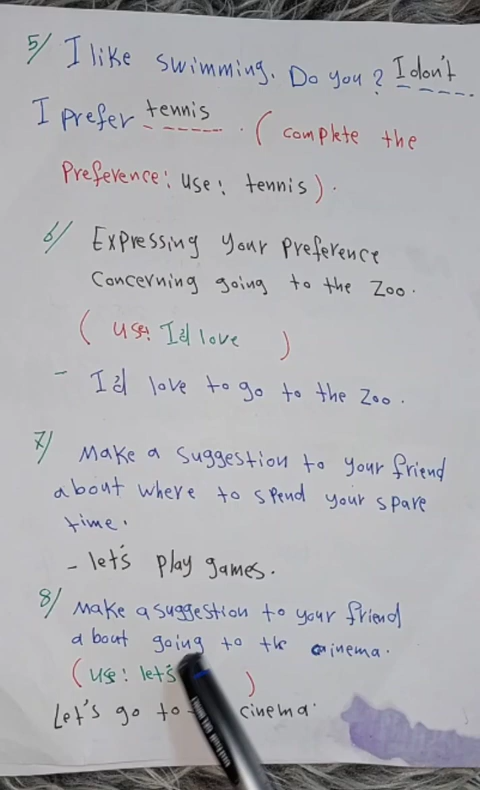 5/ I like swimming. Do you? I don't
I prefer tennis. (complete the
Preference: use: tennis).
6/ Expressing your Preference
Concerning going to the Zoo.
(use: I'd love )
- I'd love to go to the Zoo.
7/ Make a suggestion to your friend
about where to spend your spare
time.
- let's play games.
8/ Make a suggestion to your friend
about going to the cinema.
(use: let's )
Let's go to cinema.